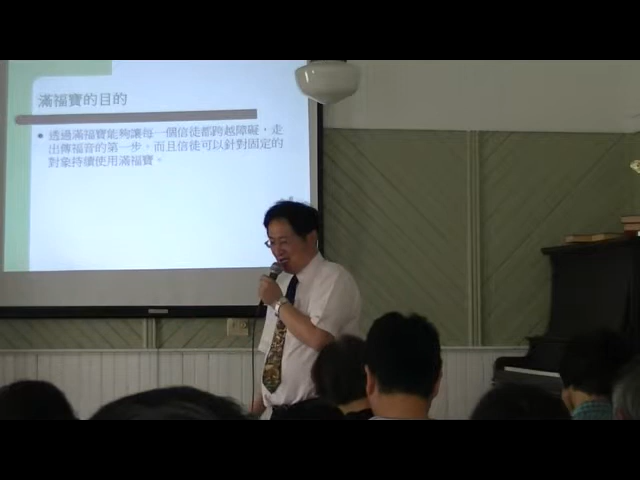 滿福寶的目的
• 透過滿福寶能夠讓每一個信徒都跨越障礙，走
出傳福音的第一步。而且信徒可以針對固定的
對象持續使用滿福寶。